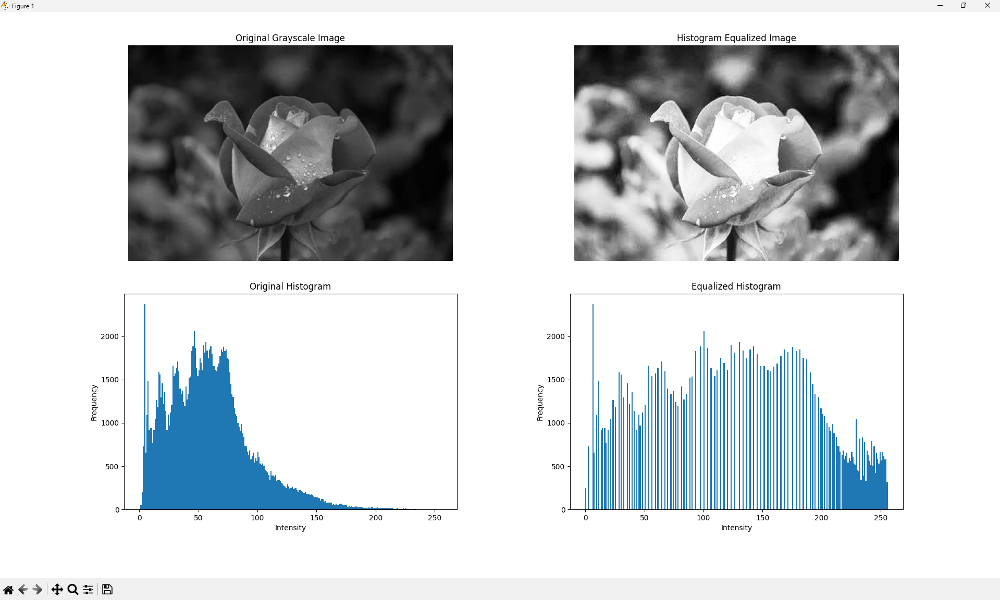 Figure 1
Original Grayscale Image
Histogram Equalized Image
Original Histogram
Equalized Histogram
Frequency
2000
1500
1000
500
0
0 50 100 150 200 250
Intensity
Frequency
2000
1500
1000
500
0
0 50 100 150 200 250
Intensity